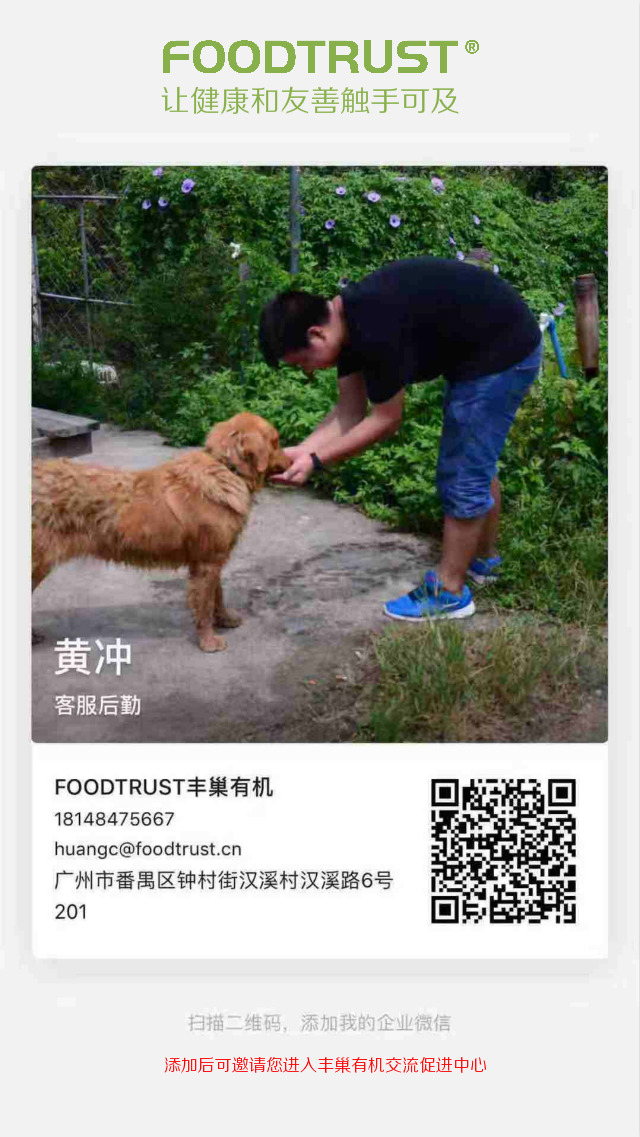 FOODTRUST®
让健康和友善触手可及
黄冲
客服后勤
FOODTRUST丰巢有机
18148475667
huangc@foodtrust.cn
广州市番禺区钟村街汉溪村汉溪路6号
201
扫描二维码，添加我的企业微信
添加后可邀请您进入丰巢有机交流促进中心